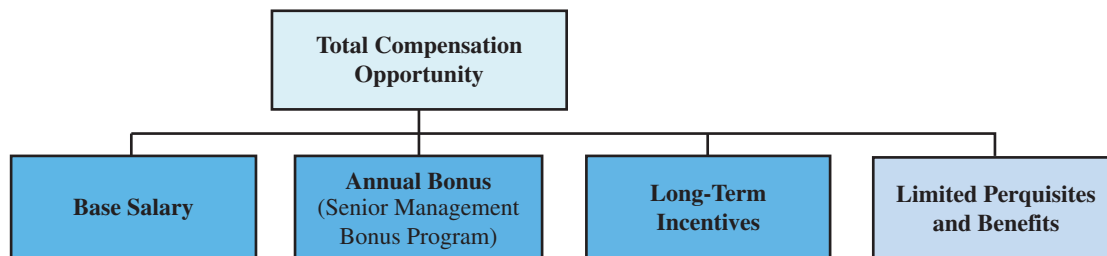 Total Compensation
Opportunity
Base Salary
Annual Bonus
(Senior Management
Bonus Program)
Long-Term
Incentives
Limited Perquisites
and Benefits